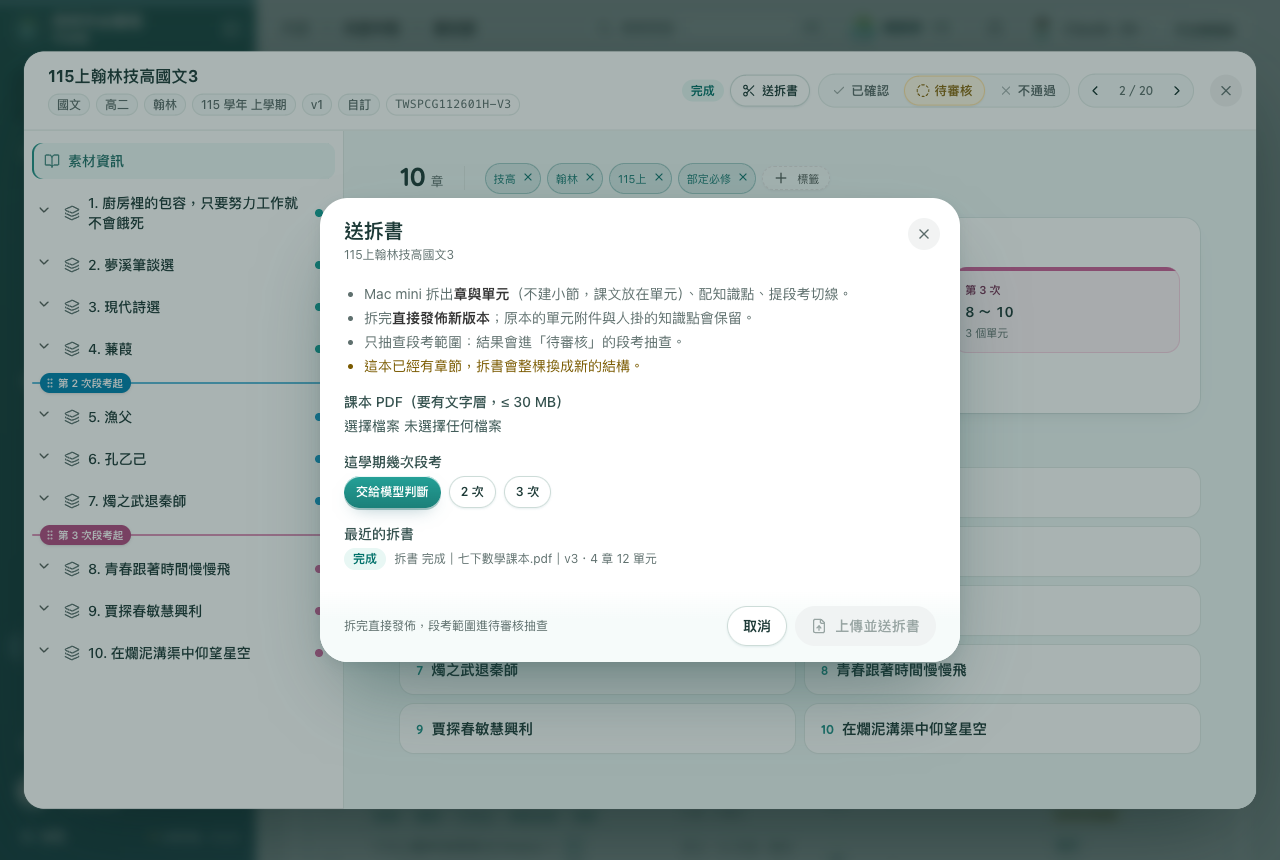 115上翰林技高國文3
國文 高二 翰林 115 學年 上學期 v1 自訂 TWSPCG112601H-V3
完成 送拆書 已確認 待審核 不通過 2 / 20
素材資訊
1. 廚房裡的包容，只要努力工作就
不會餓死
2. 夢溪筆談選
3. 現代詩選
4. 蒹葭
第 2 次段考起
5. 漁父
6. 孔乙己
7. 燭之武退秦師
第 3 次段考起
8. 青春跟著時間慢慢飛
9. 賈探春敏慧興利
10. 在爛泥溝渠中仰望星空
10 章 技高 翰林 115上 部定必修 標籤
第 3 次
8 ～ 10
3 個單元
送拆書
115上翰林技高國文3
Mac mini 拆出章與單元（不建小節，課文放在單元）、配知識點、提段考切線。
拆完直接發佈新版本；原本的單元附件與人掛的知識點會保留。
只抽查段考範圍：結果會進「待審核」的段考抽查。
這本已經有章節，拆書會整棵換成新的結構。
課本 PDF（要有文字層，≤ 30 MB）
選擇檔案 未選擇任何檔案
這學期幾次段考
交給模型判斷 2 次 3 次
最近的拆書
完成 拆書 完成｜七下數學課本.pdf｜v3・4 章 12 單元
拆完直接發佈，段考範圍進待審核抽查
取消 上傳並送拆書
7 燭之武退秦師
8 青春跟著時間慢慢飛
9 賈探春敏慧興利
10 在爛泥溝渠中仰望星空